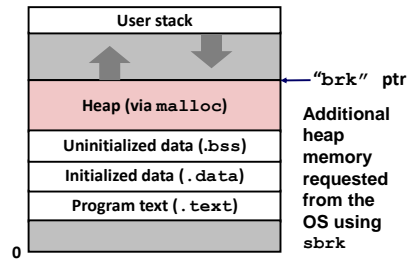 User stack
“brk” ptr
Heap (via malloc)
Additional
heap
memory
requested
from the
OS using
sbrk
Uninitialized data (.bss)
Initialized data (.data)
Program text (.text)
0